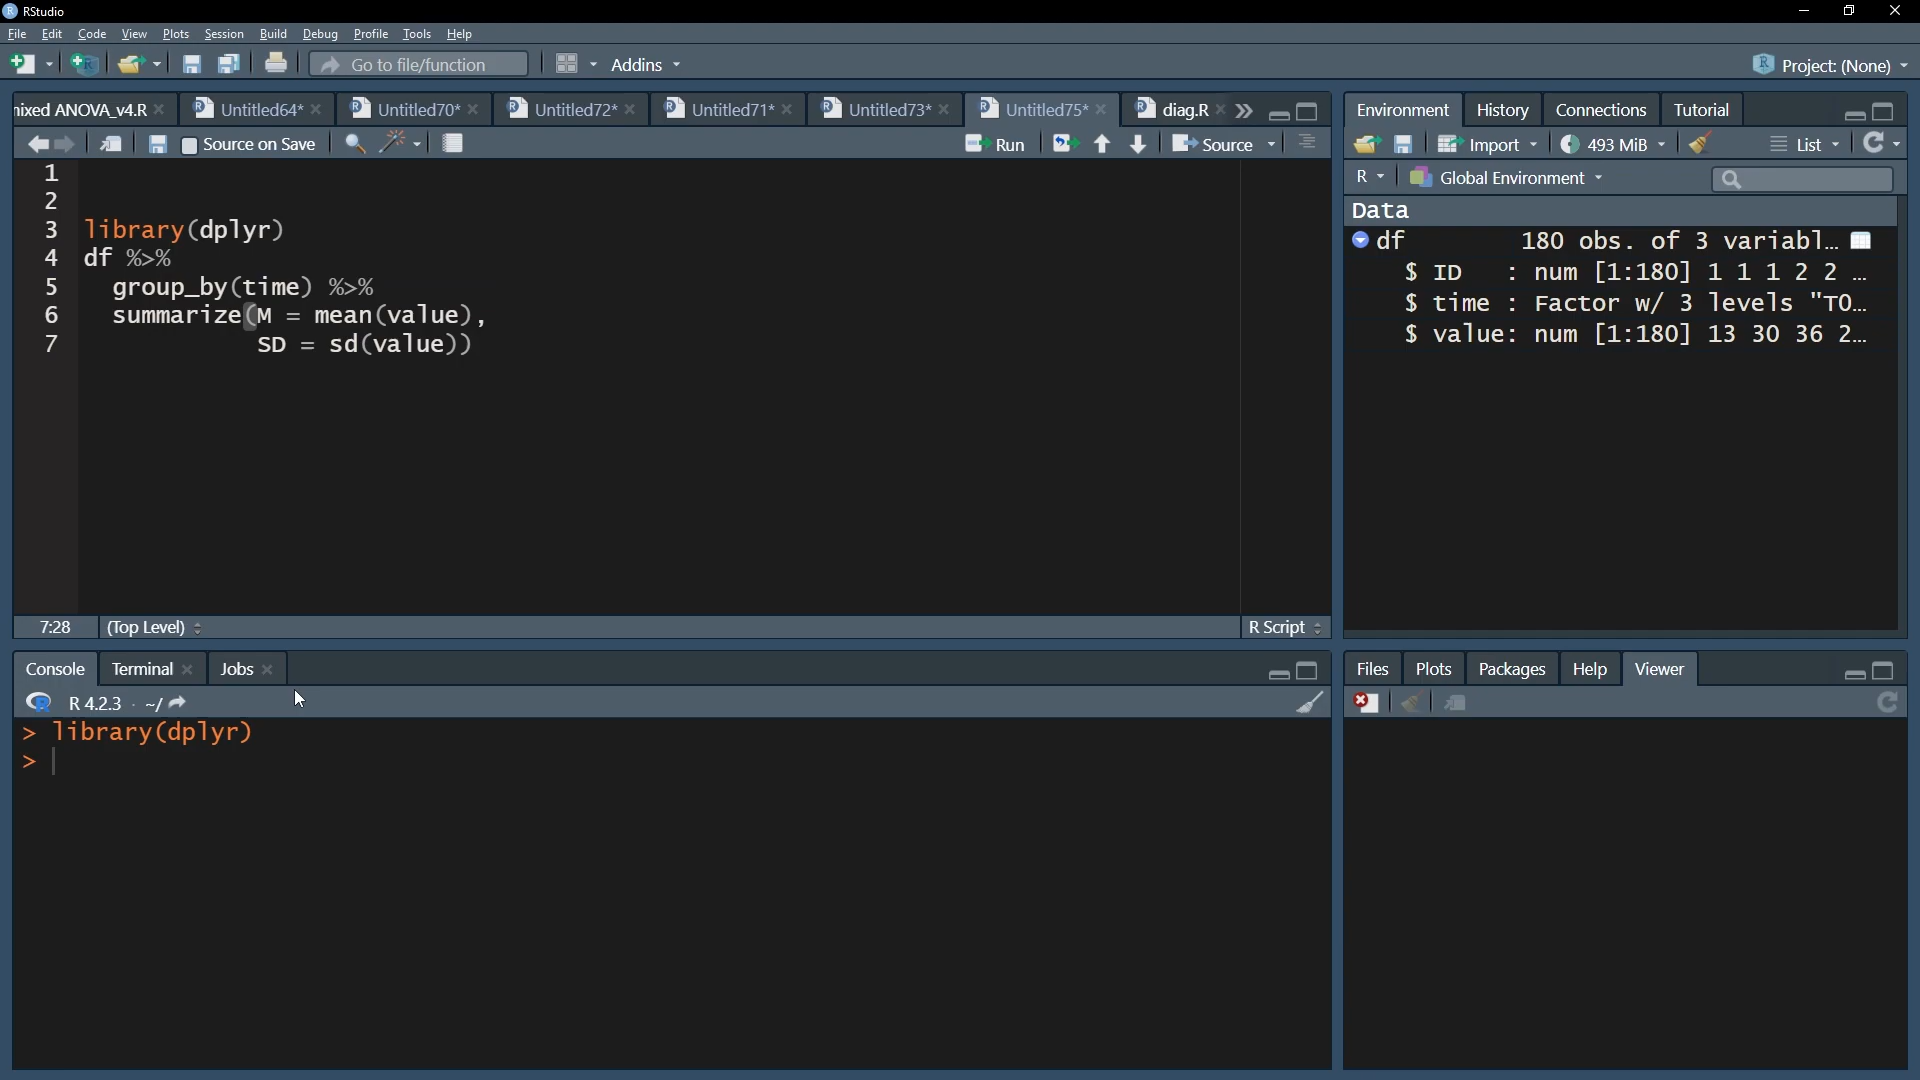 RStudio
File Edit Code View Plots Session Build Debug Profile Tools Help
Go to file/function Addins Project: (None)
nixed ANOVA_v4.R Untitled64* Untitled70* Untitled72* Untitled71* Untitled73* Untitled75* diag.R
Source on Save Run Source
1
2
3 library(dplyr)
4 df %>%
5 group_by(time) %>%
6 summarize(M = mean(value),
7 SD = sd(value))
7:28 (Top Level) R Script
Console Terminal Jobs
R 4.2.3 · ~/
> library(dplyr)
>
Environment History Connections Tutorial
Import 493 MiB List
R Global Environment
Data
df 180 obs. of 3 variabl…
$ ID : num [1:180] 1 1 1 2 2 …
$ time : Factor w/ 3 levels "T0…
$ value: num [1:180] 13 30 36 2…
Files Plots Packages Help Viewer